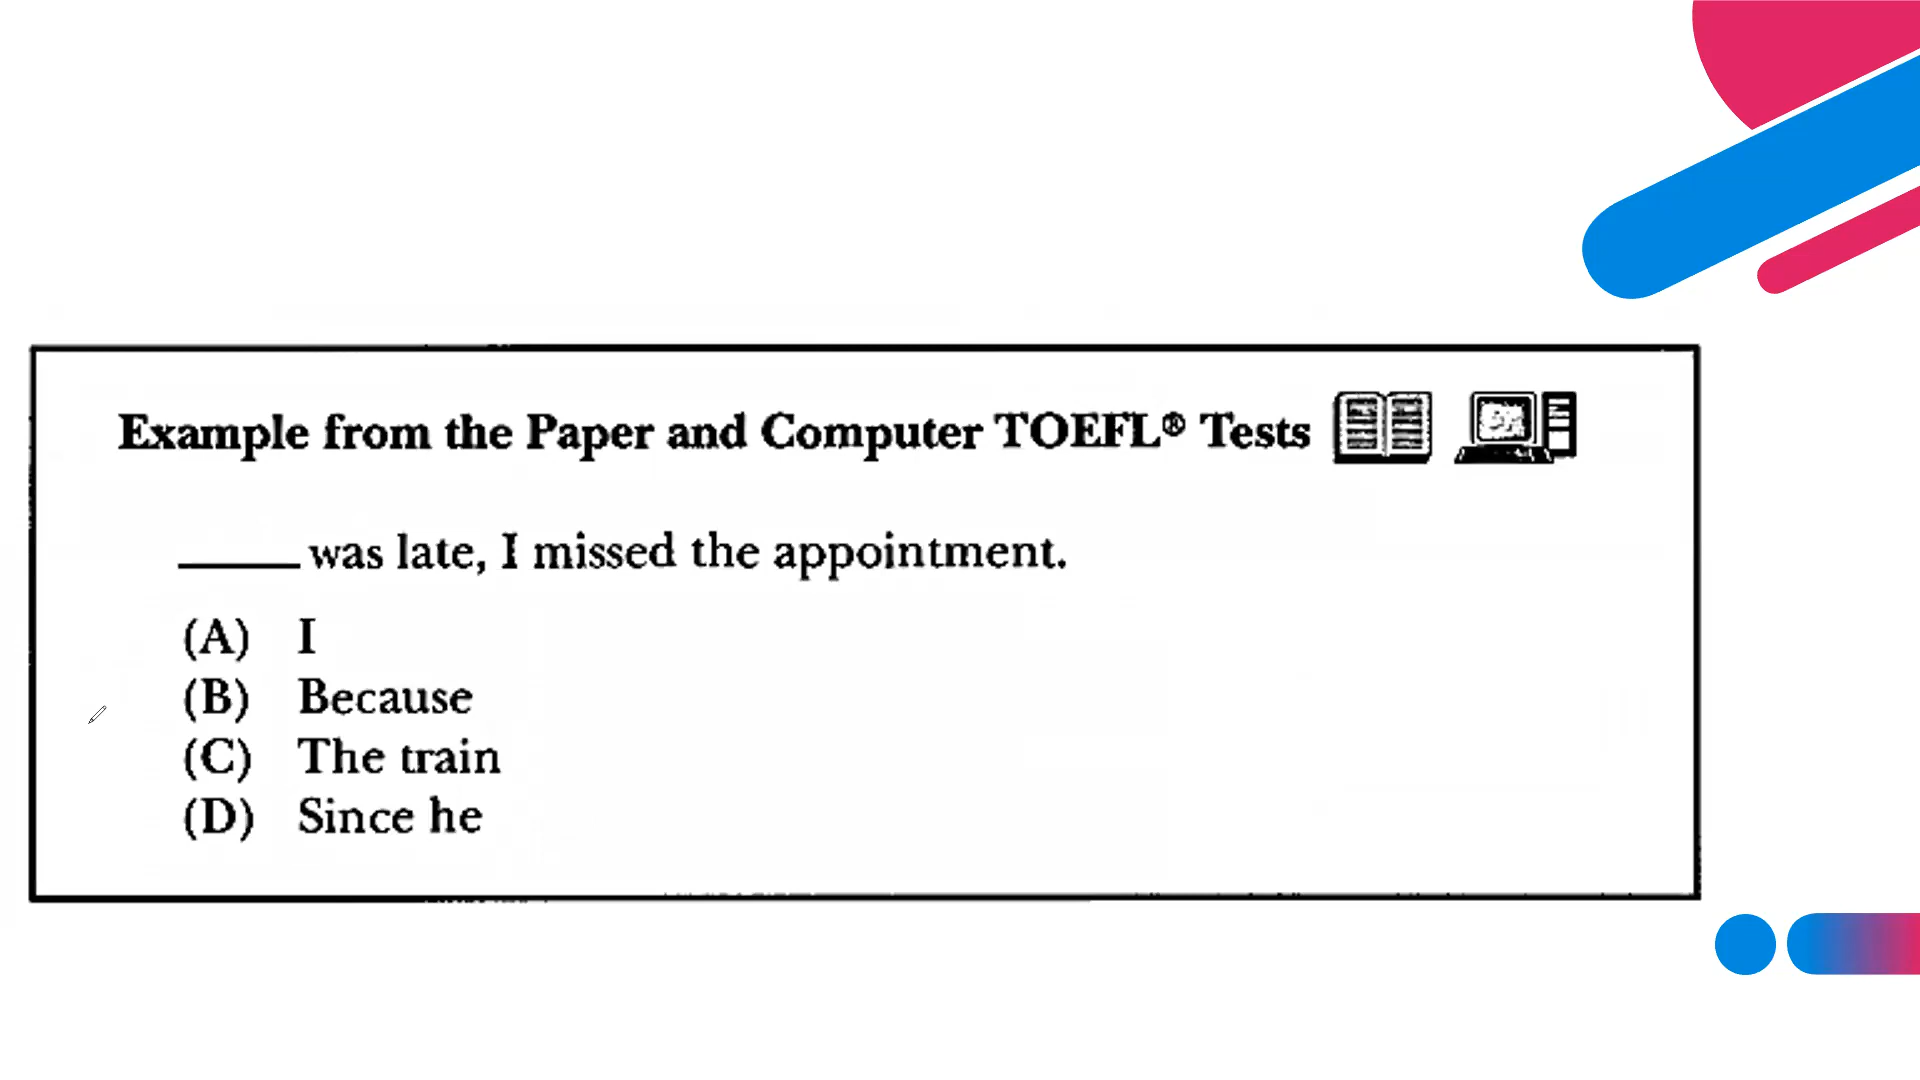 Example from the Paper and Computer TOEFL® Tests
_____ was late, I missed the appointment.
(A) I
(B) Because
(C) The train
(D) Since he